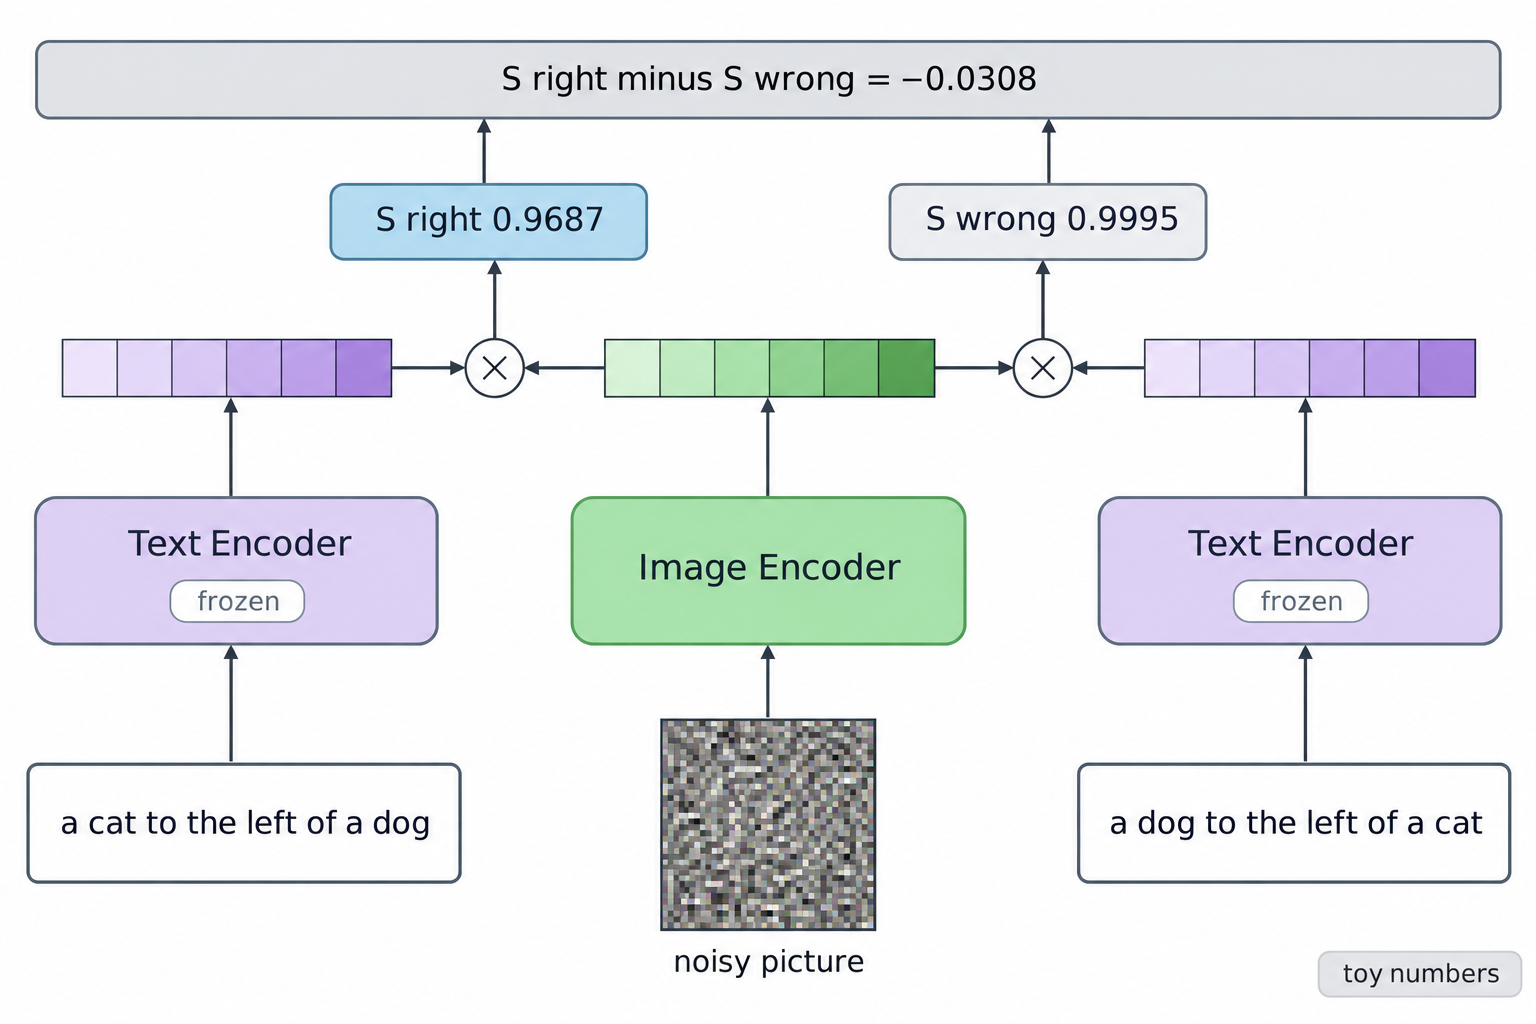 S right minus S wrong = −0.0308
S right 0.9687
S wrong 0.9995
Text Encoder
frozen
Image Encoder
Text Encoder
frozen
a cat to the left of a dog
a dog to the left of a cat
noisy picture
toy numbers